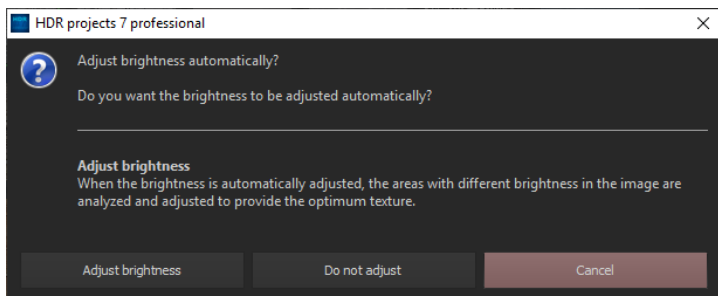 HDR projects 7 professional
Adjust brightness automatically?
Do you want the brightness to be adjusted automatically?
Adjust brightness
When the brightness is automatically adjusted, the areas with different brightness in the image are
analyzed and adjusted to provide the optimum texture.
Adjust brightness
Do not adjust
Cancel